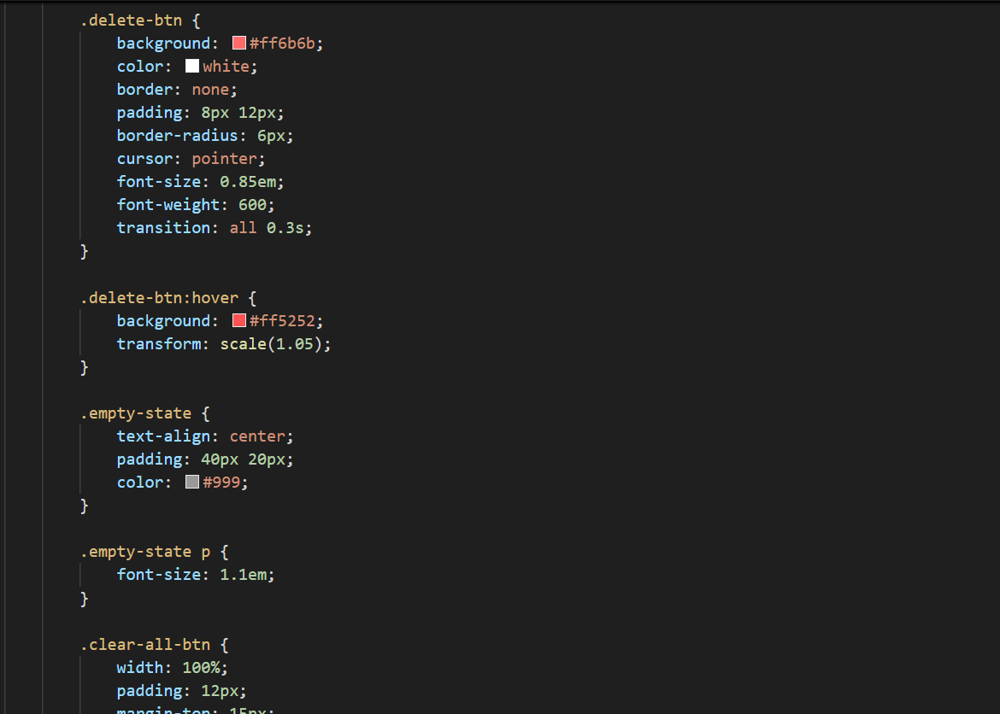 .delete-btn {
background: #ff6b6b;
color: white;
border: none;
padding: 8px 12px;
border-radius: 6px;
cursor: pointer;
font-size: 0.85em;
font-weight: 600;
transition: all 0.3s;
}
.delete-btn:hover {
background: #ff5252;
transform: scale(1.05);
}
.empty-state {
text-align: center;
padding: 40px 20px;
color: #999;
}
.empty-state p {
font-size: 1.1em;
}
.clear-all-btn {
width: 100%;
padding: 12px;
margin-top: 15px;